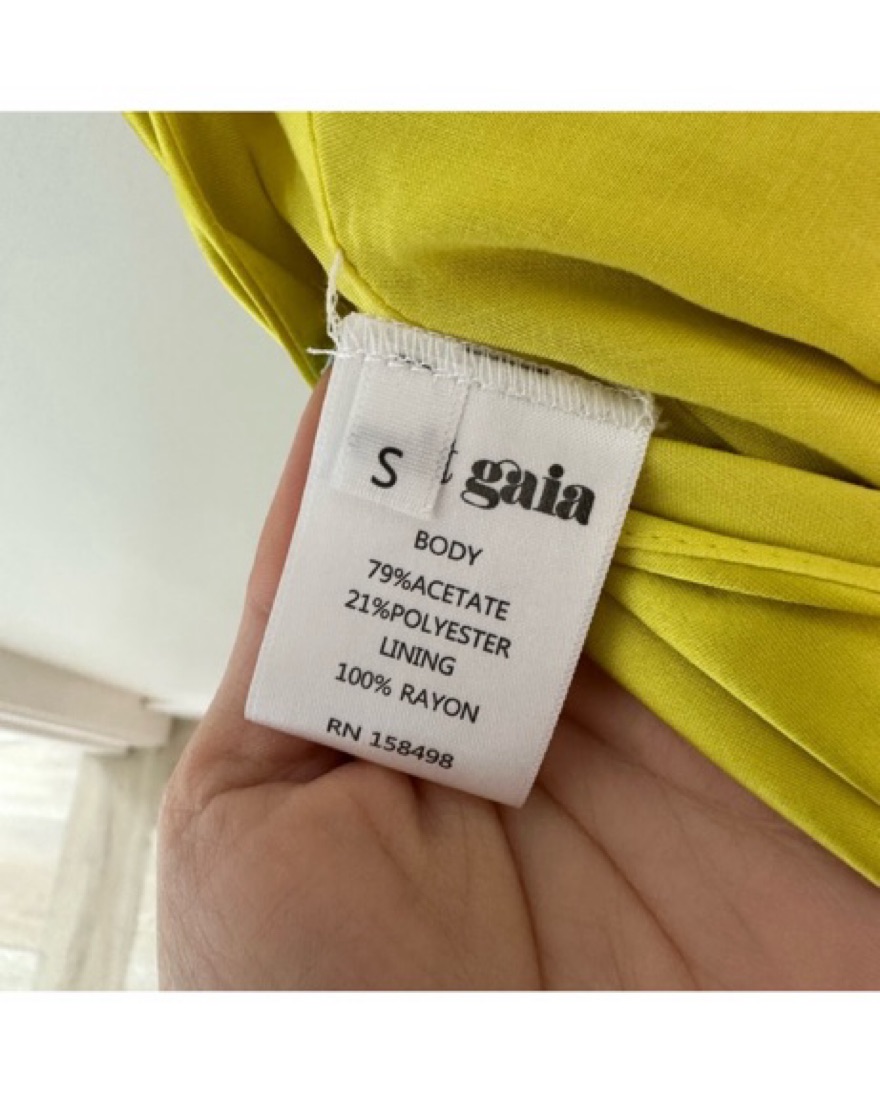 S
t gaia
BODY
79%ACETATE
21%POLYESTER
LINING
100% RAYON
RN 158498